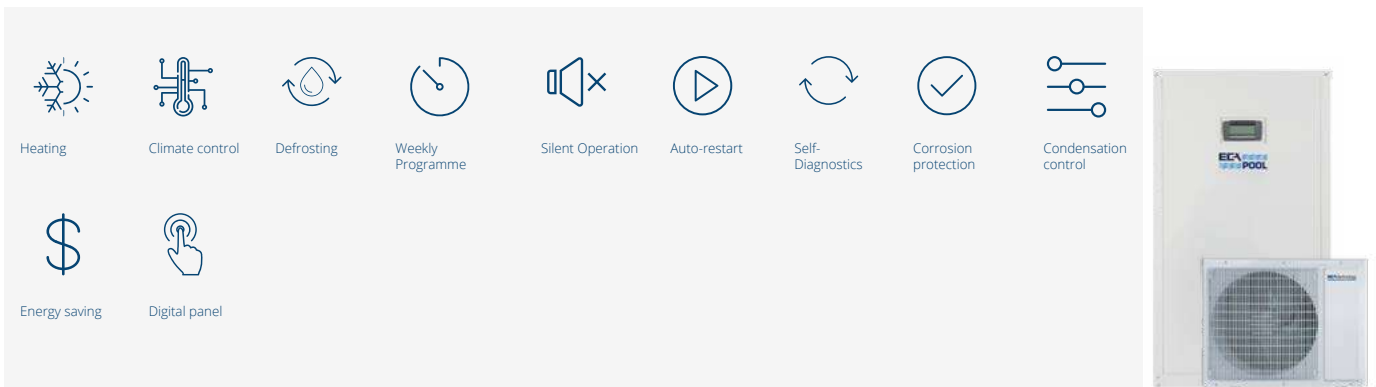 Heating
Climate control
Defrosting
Weekly
Programme
Silent Operation
Auto-restart
Self-
Diagnostics
Corrosion
protection
Condensation
control
Energy saving
Digital panel
POOL